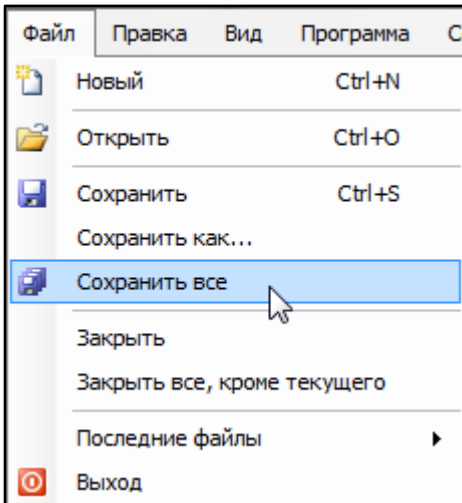 Файл Правка Вид Программа С
Новый Ctrl+N
Открыть Ctrl+O
Сохранить Ctrl+S
Сохранить как...
Сохранить все
Закрыть
Закрыть все, кроме текущего
Последние файлы
Выход